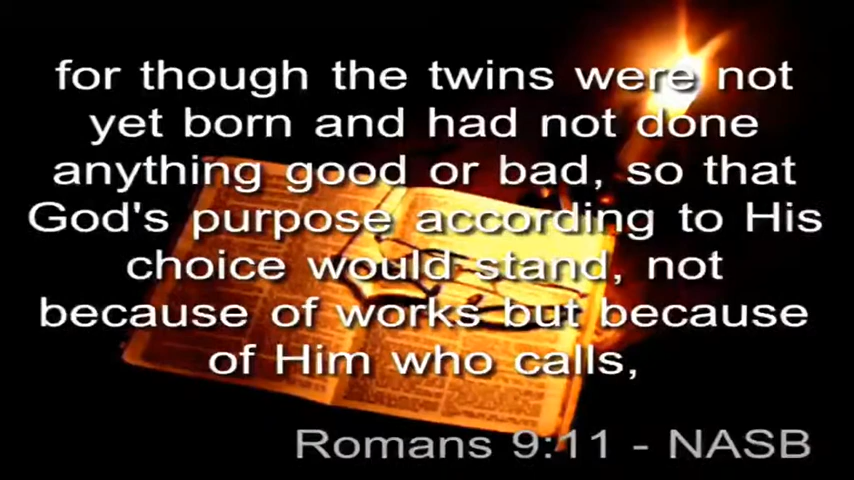 for though the twins were not
yet born and had not done
anything good or bad, so that
God's purpose according to His
choice would stand, not
because of works but because
of Him who calls,
Romans 9:11 - NASB